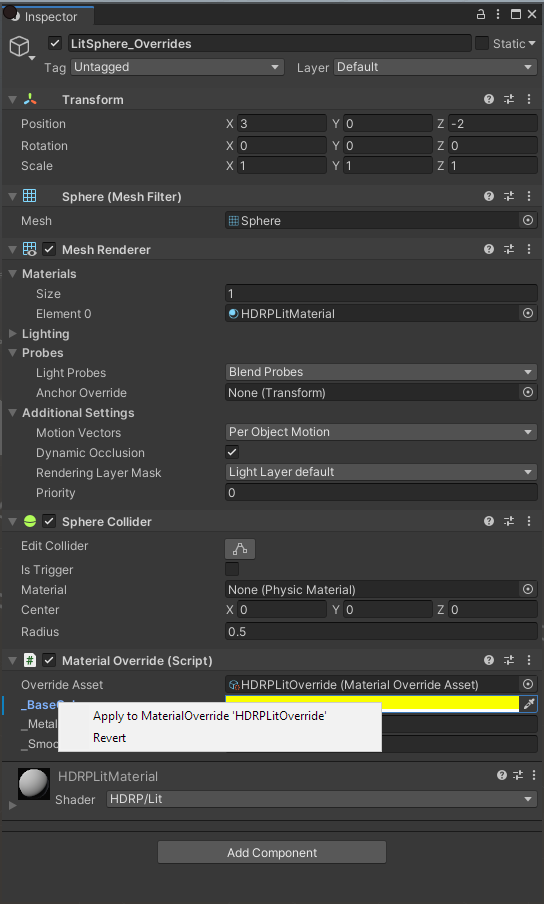 Inspector
LitSphere_Overrides Static
Tag Untagged Layer Default
Transform
Position X 3 Y 0 Z -2
Rotation X 0 Y 0 Z 0
Scale X 1 Y 1 Z 1
Sphere (Mesh Filter)
Mesh Sphere
Mesh Renderer
Materials
Size 1
Element 0 HDRPLitMaterial
Lighting
Probes
Light Probes Blend Probes
Anchor Override None (Transform)
Additional Settings
Motion Vectors Per Object Motion
Dynamic Occlusion
Rendering Layer Mask Light Layer default
Priority 0
Sphere Collider
Edit Collider
Is Trigger
Material None (Physic Material)
Center X 0 Y 0 Z 0
Radius 0.5
Material Override (Script)
Override Asset HDRPLitOverride (Material Override Asset)
_Base
Apply to MaterialOverride 'HDRPLitOverride'
_Metal
Revert
_Smoo
HDRPLitMaterial
Shader HDRP/Lit
Add Component